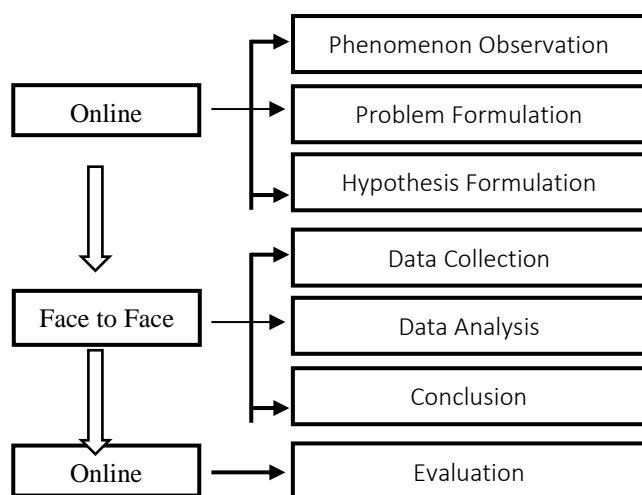 Phenomenon Observation
Online
Problem Formulation
Hypothesis Formulation
Data Collection
Face to Face
Data Analysis
Conclusion
Online
Evaluation